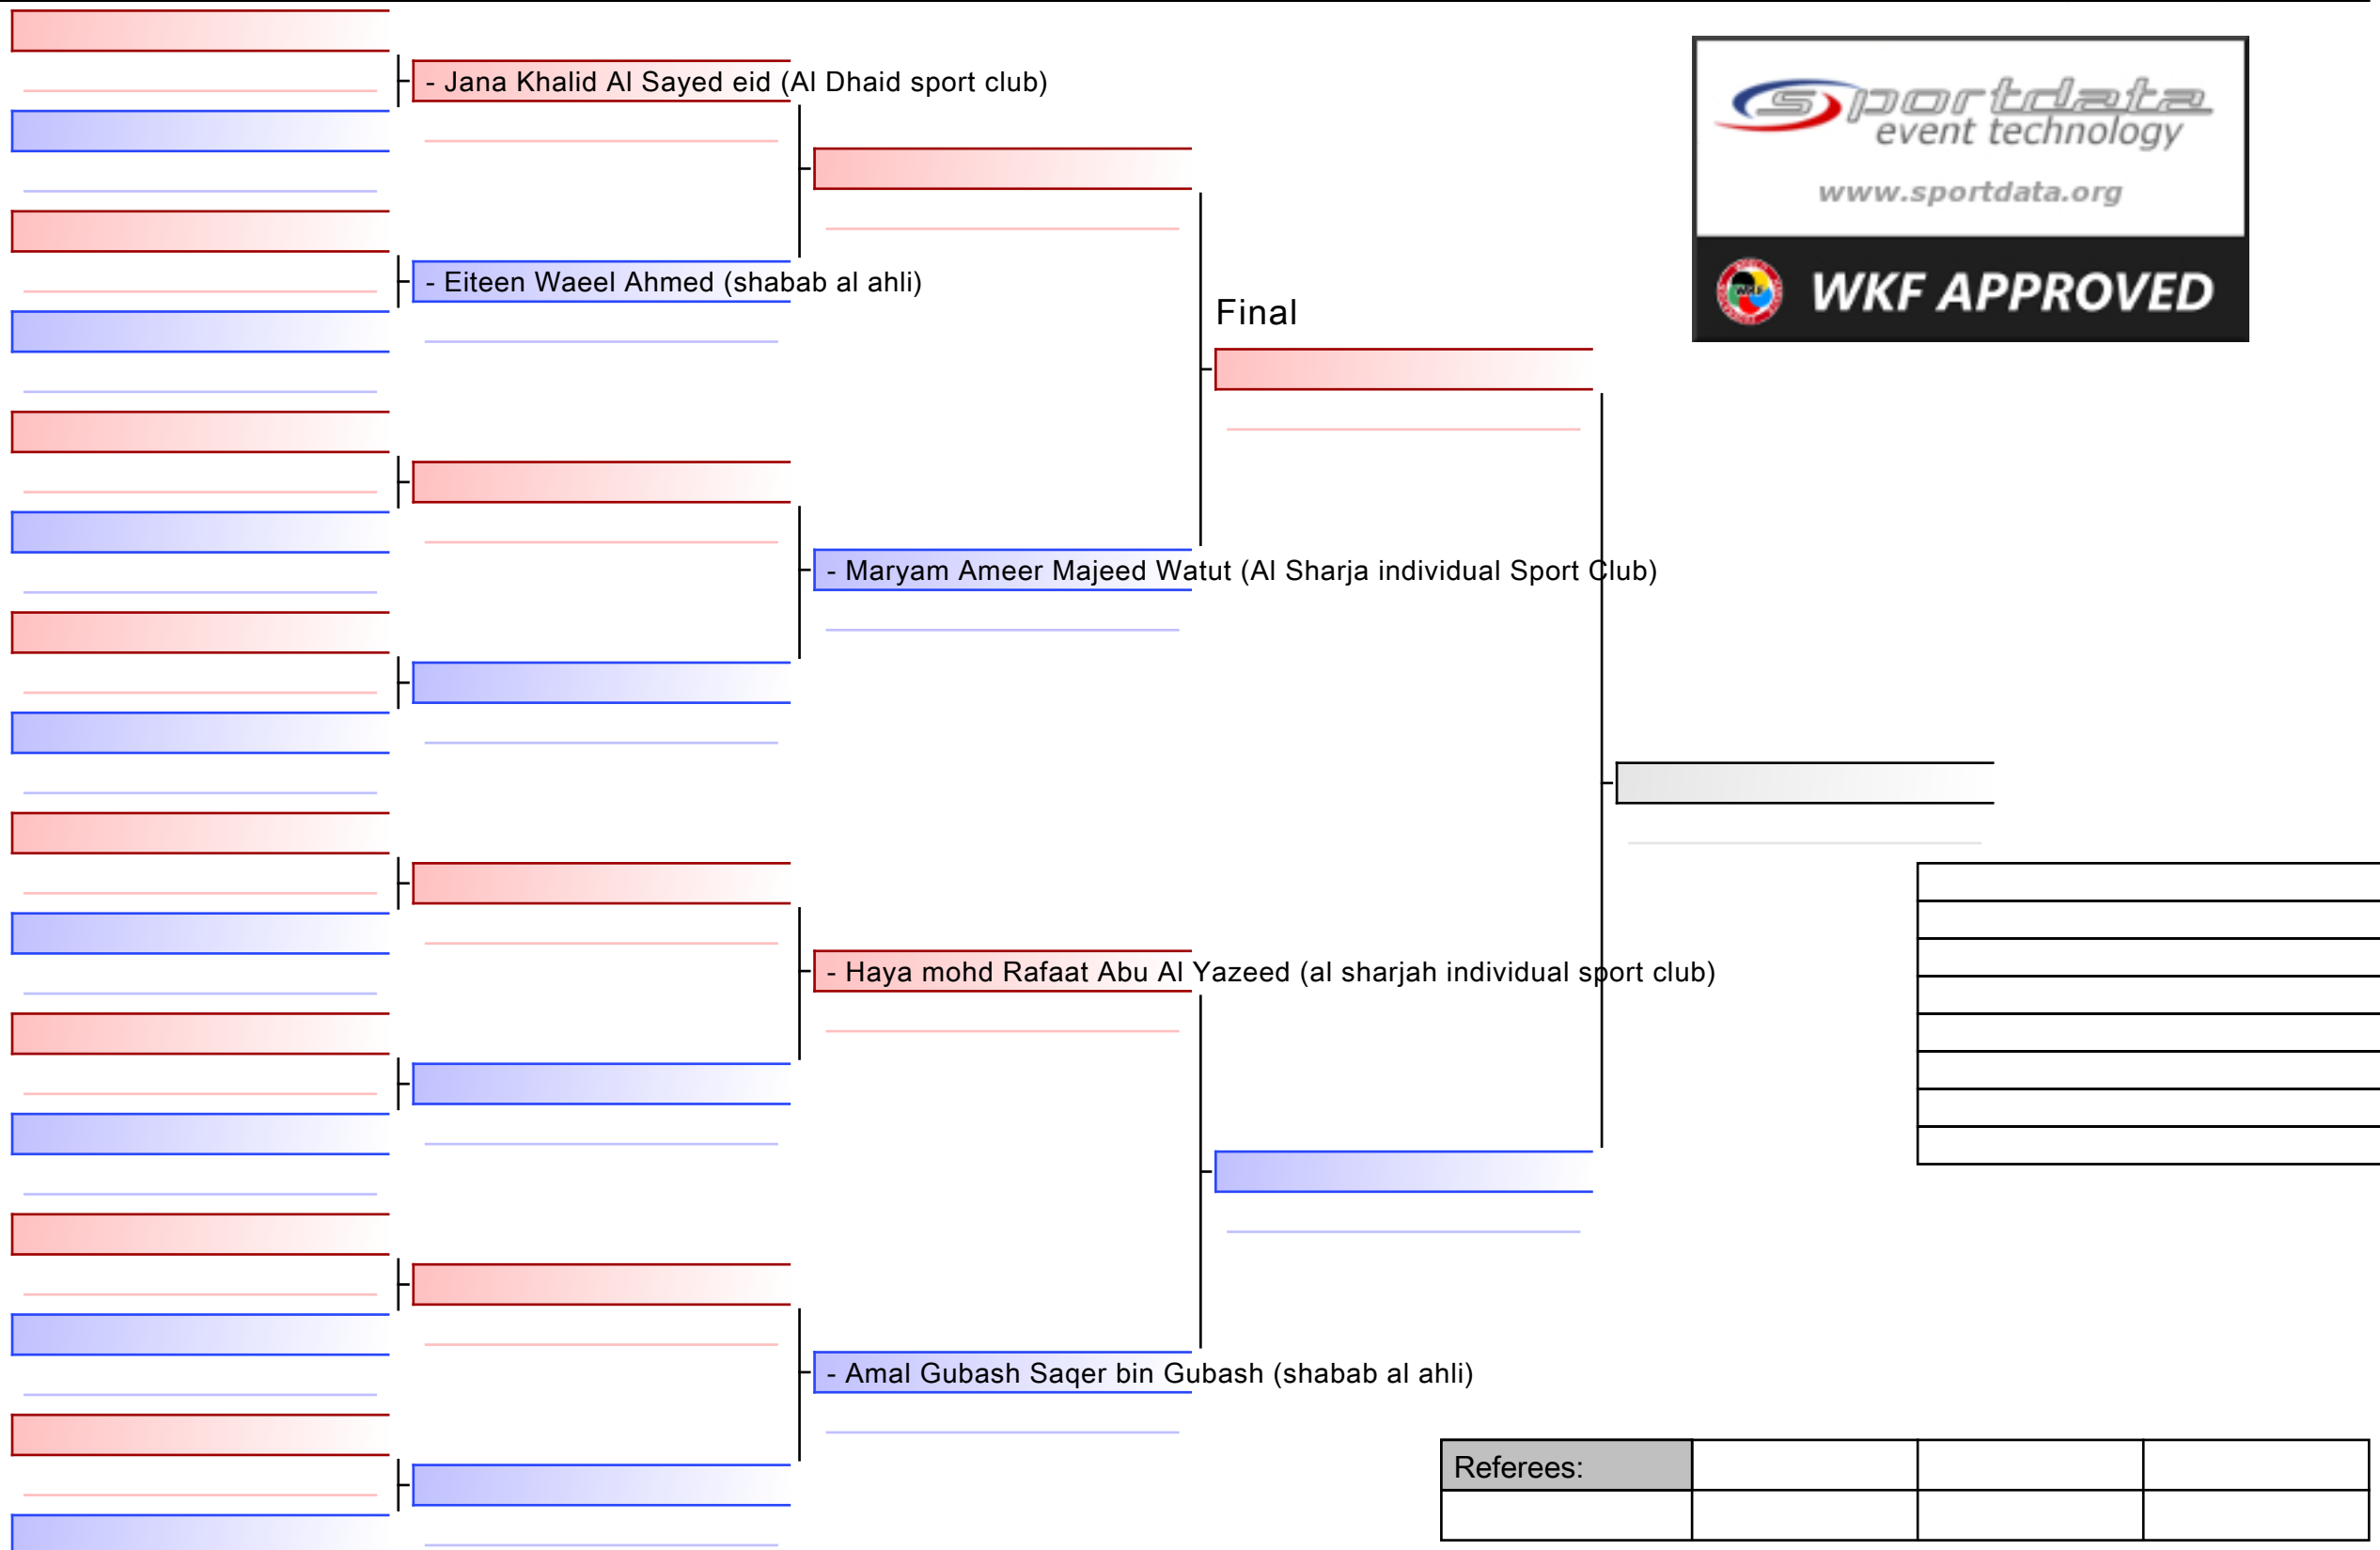 - Jana Khalid Al Sayed eid (Al Dhaid sport club)
sportdata
event technology
www.sportdata.org
- Eiteen Waeel Ahmed (shabab al ahli)
WKF APPROVED
Final
- Maryam Ameer Majeed Watut (Al Sharja individual Sport Club)
- Haya mohd Rafaat Abu Al Yazeed (al sharjah individual sport club)
- Amal Gubash Saqer bin Gubash (shabab al ahli)
Referees: